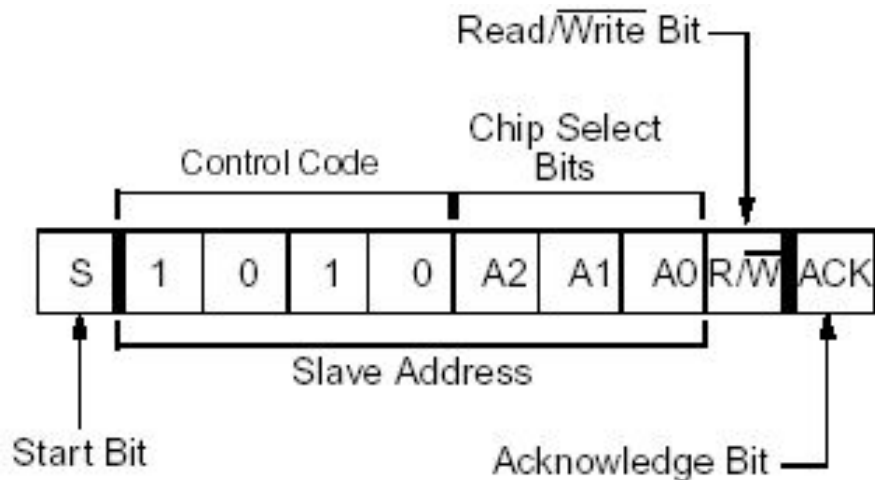 Read/Write Bit
Chip Select
Bits
Control Code
S 1 0 1 0 A2 A1 A0 R/W ACK
Slave Address
Start Bit
Acknowledge Bit